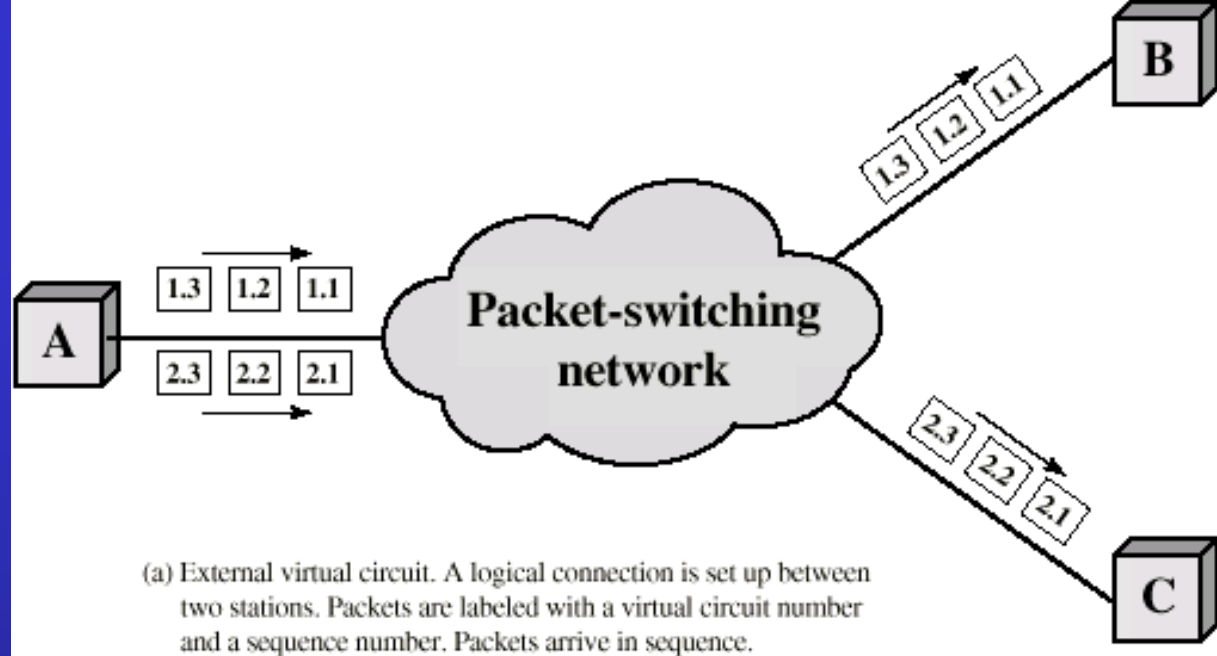 B
1.3 1.2 1.1
1.3 1.2 1.1
A
Packet-switching
network
2.3 2.2 2.1
2.3 2.2 2.1
C
(a) External virtual circuit. A logical connection is set up between
two stations. Packets are labeled with a virtual circuit number
and a sequence number. Packets arrive in sequence.